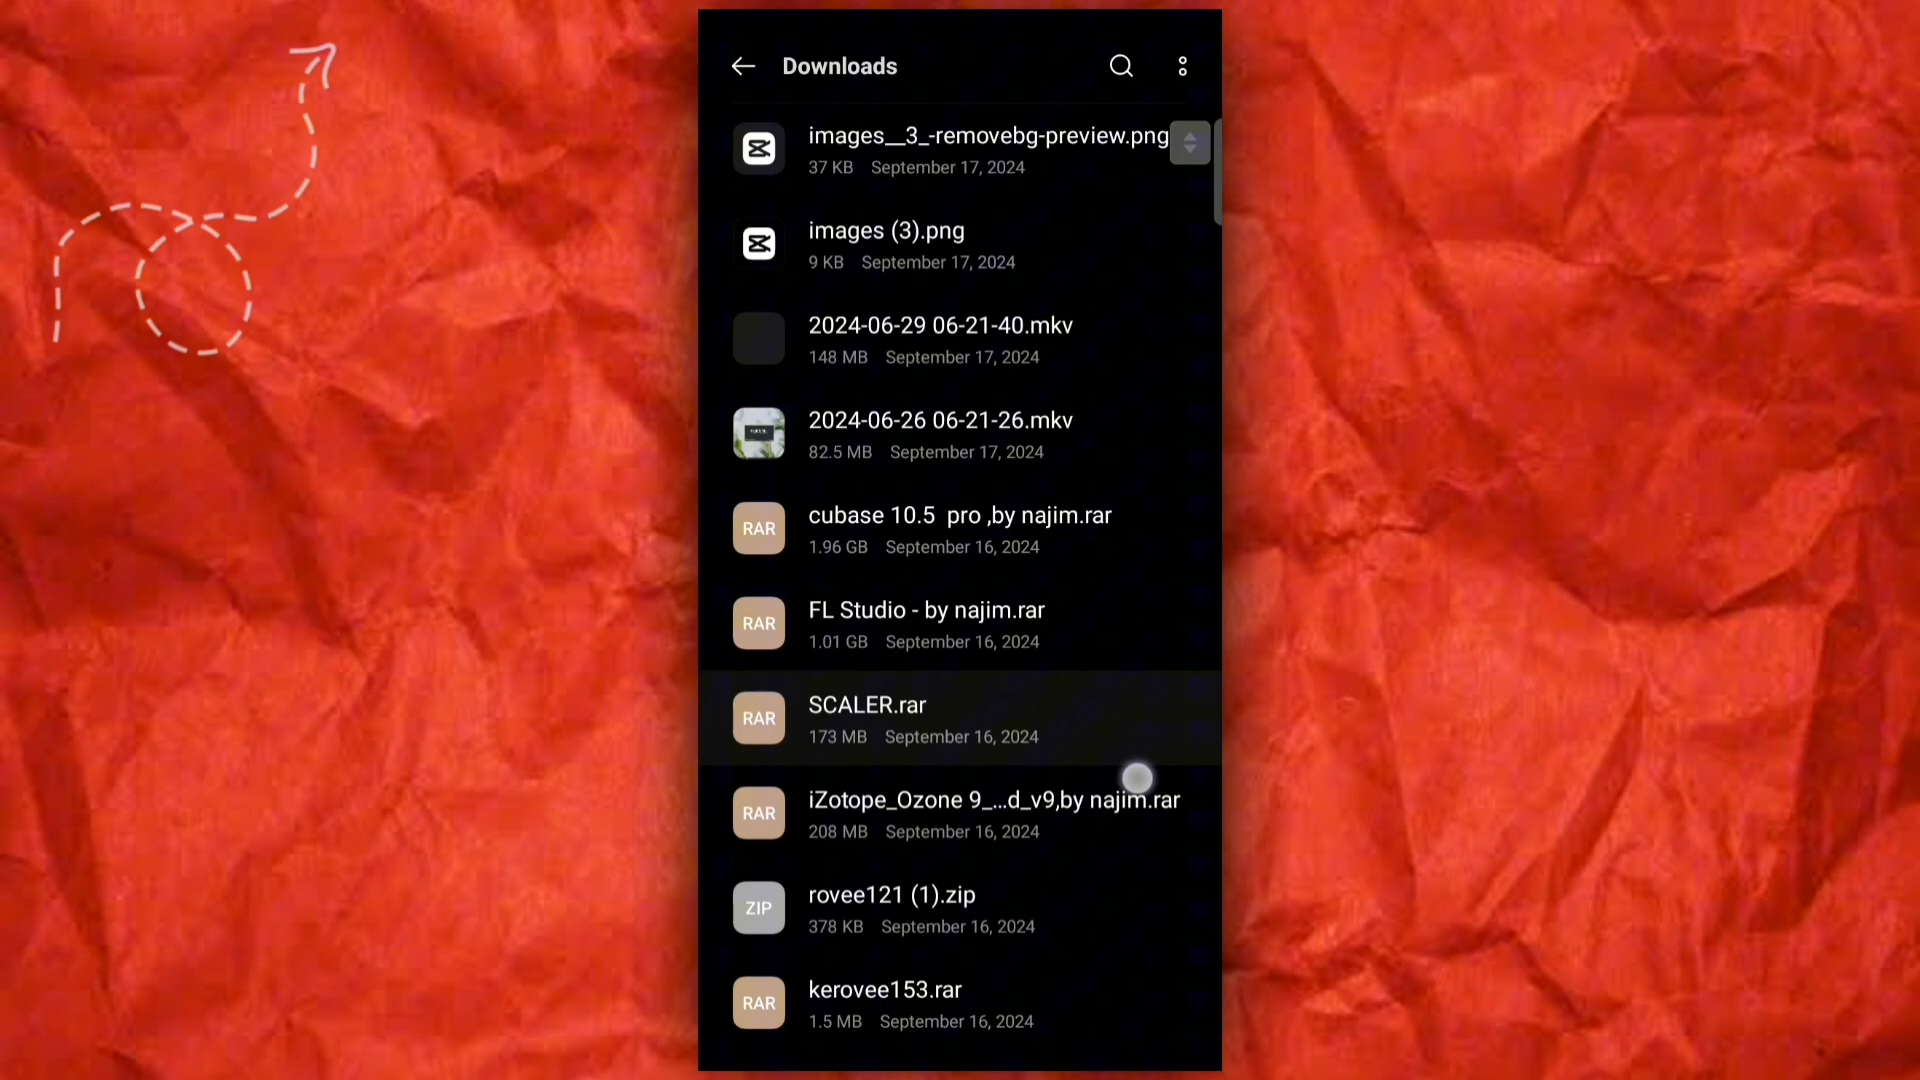 Downloads
images__3_-removebg-preview.png
37 KB September 17, 2024
images (3).png
9 KB September 17, 2024
2024-06-29 06-21-40.mkv
148 MB September 17, 2024
2024-06-26 06-21-26.mkv
82.5 MB September 17, 2024
RAR
cubase 10.5  pro ,by najim.rar
1.96 GB September 16, 2024
RAR
FL Studio - by najim.rar
1.01 GB September 16, 2024
RAR
SCALER.rar
173 MB September 16, 2024
RAR
iZotope_Ozone 9_...d_v9,by najim.rar
208 MB September 16, 2024
ZIP
rovee121 (1).zip
378 KB September 16, 2024
RAR
kerovee153.rar
1.5 MB September 16, 2024